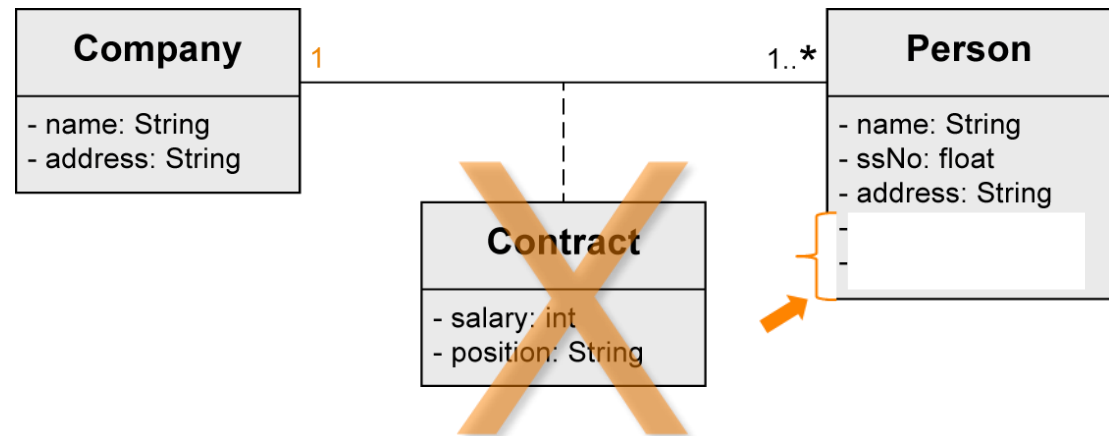 Company
- name: String
- address: String
1
1..*
Person
- name: String
- ssNo: float
- address: String
-
-
Contract
- salary: int
- position: String